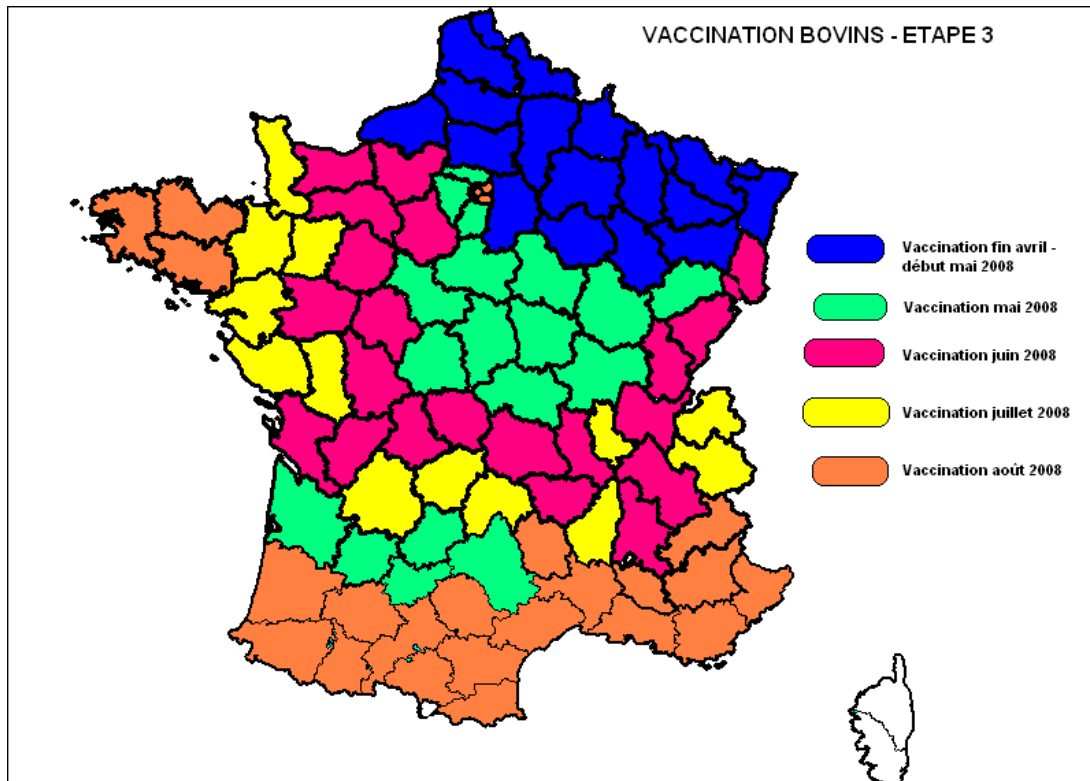 VACCINATION BOVINS - ETAPE 3
Vaccination fin avril -
début mai 2008
Vaccination mai 2008
Vaccination juin 2008
Vaccination juillet 2008
Vaccination août 2008